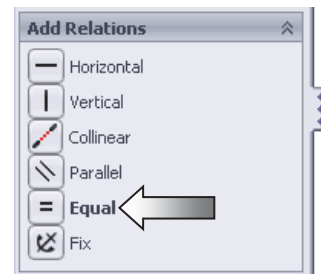 Add Relations
Horizontal
Vertical
Collinear
Parallel
Equal
Fix